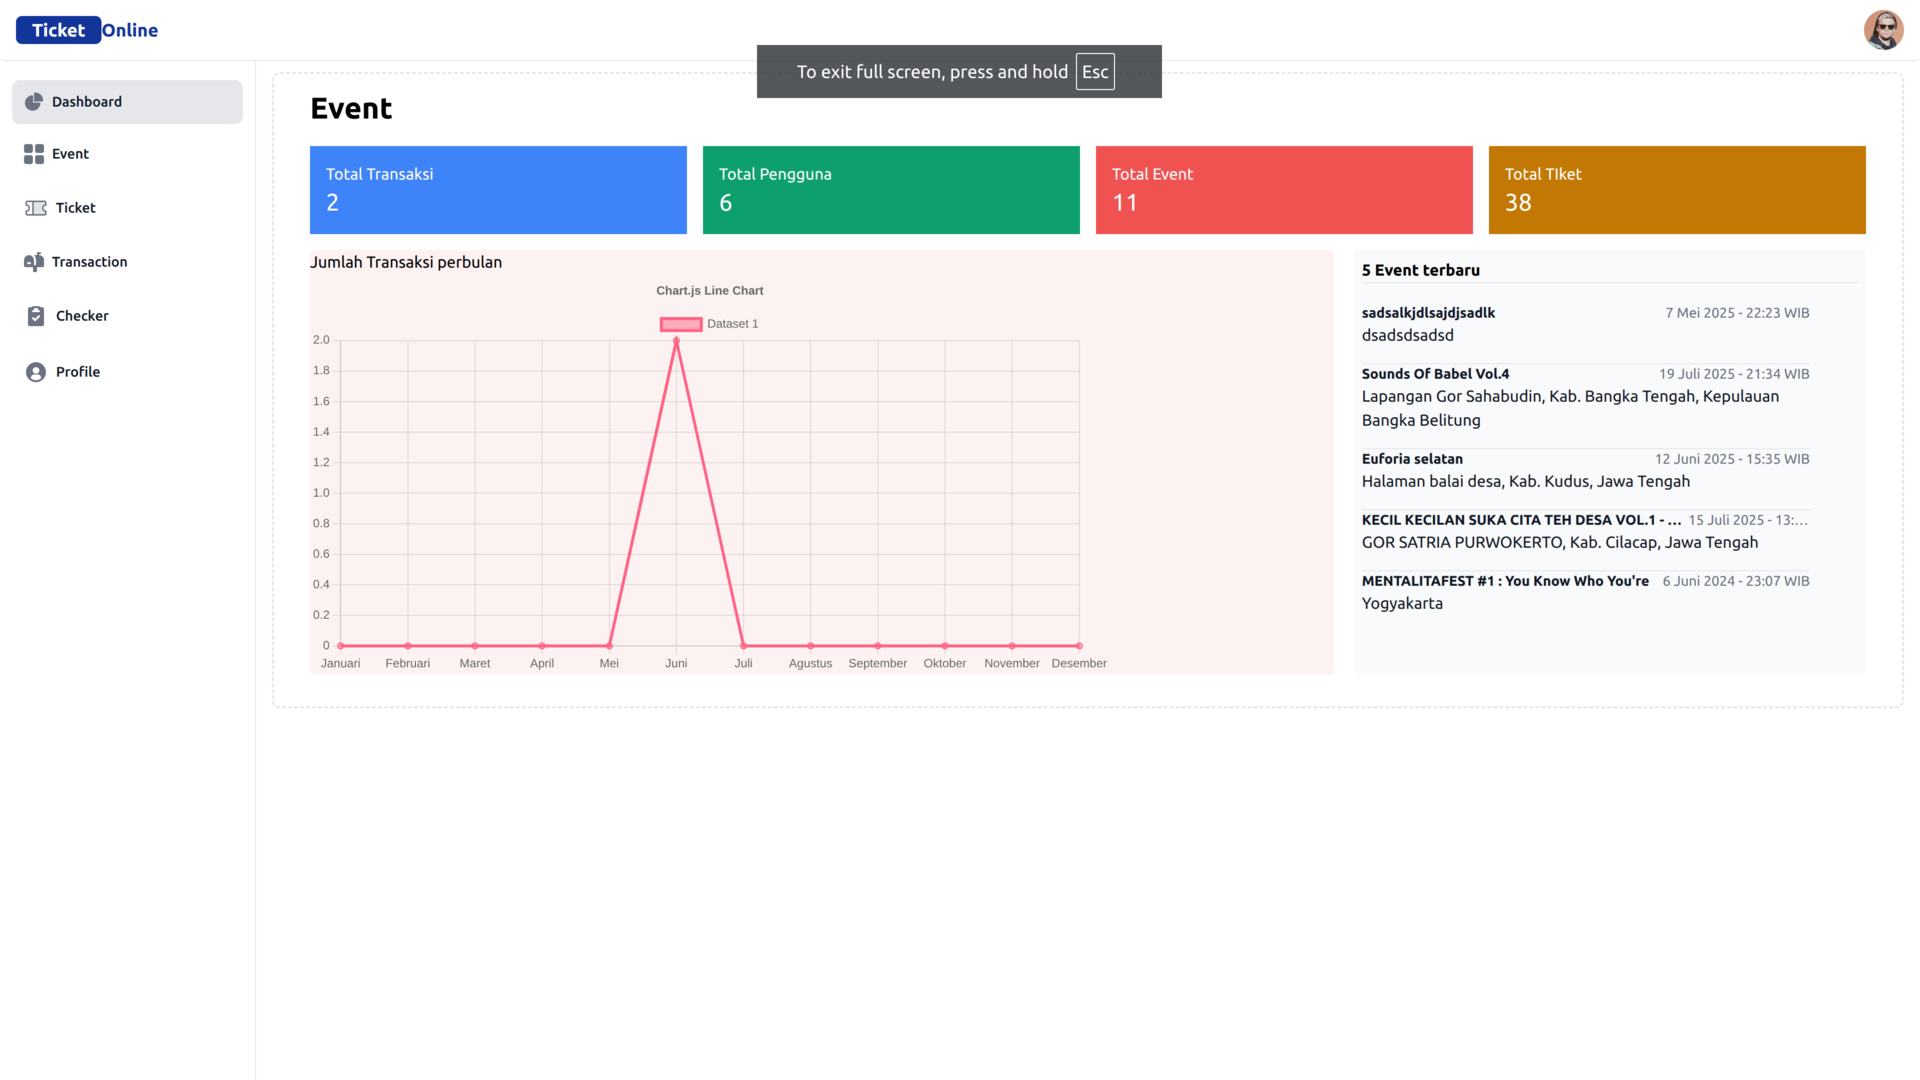 Ticket Online
To exit full screen, press and hold Esc
Dashboard
Event
Ticket
Transaction
Checker
Profile
Event
Total Transaksi
2
Total Pengguna
6
Total Event
11
Total TIket
38
Jumlah Transaksi perbulan
Chart.js Line Chart
Dataset 1
2.0
1.8
1.6
1.4
1.2
1.0
0.8
0.6
0.4
0.2
0
Januari Februari Maret April Mei Juni Juli Agustus September Oktober November Desember
5 Event terbaru
sadsalkjdlsajdjsadlk 7 Mei 2025 - 22:23 WIB
dsadsdsadsd
Sounds Of Babel Vol.4 19 Juli 2025 - 21:34 WIB
Lapangan Gor Sahabudin, Kab. Bangka Tengah, Kepulauan
Bangka Belitung
Euforia selatan 12 Juni 2025 - 15:35 WIB
Halaman balai desa, Kab. Kudus, Jawa Tengah
KECIL KECILAN SUKA CITA TEH DESA VOL.1 - ... 15 Juli 2025 - 13:...
GOR SATRIA PURWOKERTO, Kab. Cilacap, Jawa Tengah
MENTALITAFEST #1 : You Know Who You're 6 Juni 2024 - 23:07 WIB
Yogyakarta